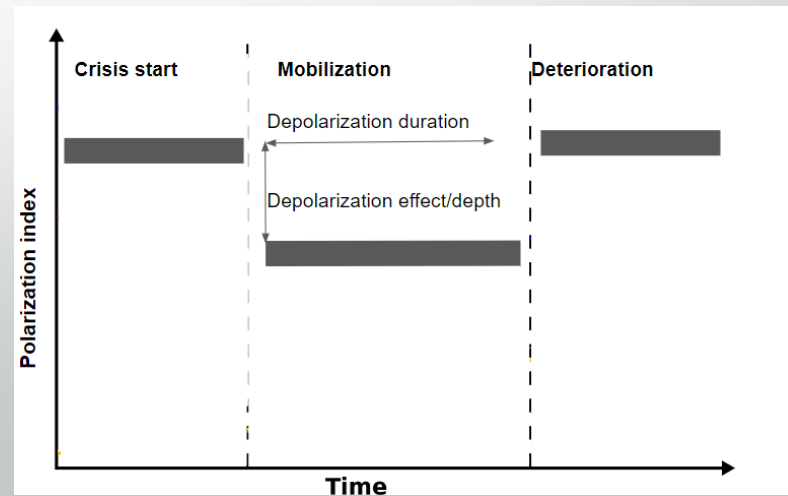 Crisis start
Mobilization
Deterioration
Depolarization duration
Depolarization effect/depth
Polarization index
Time